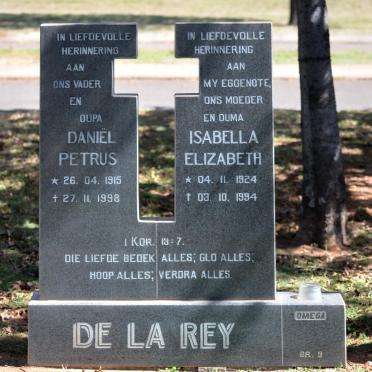 IN LIEFDEVOLLE
HERINNERING
AAN
ONS VADER
EN
OUPA
DANIËL
PETRUS
★ 26. 04. 1915
✝ 27. 11. 1998
IN LIEFDEVOLLE
HERINNERING
AAN
MY EGGENOTE,
ONS MOEDER
EN OUMA
ISABELLA
ELIZABETH
★ 04. 11. 1924
✝ 03. 10. 1994
1 KOR. 13:7.
DIE LIEFDE BEDEK ALLES, GLO ALLES,
HOOP ALLES, VERDRA ALLES.
DE LA REY
OMEGA
GR. 9